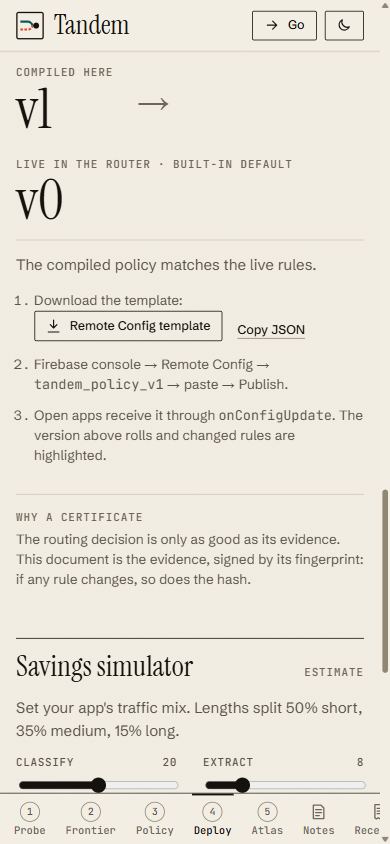 Tandem
Go
COMPILED HERE
v1 →
LIVE IN THE ROUTER · BUILT-IN DEFAULT
v0
The compiled policy matches the live rules.
1. Download the template:
Remote Config template Copy JSON
2. Firebase console → Remote Config →
tandem_policy_v1 → paste → Publish.
3. Open apps receive it through onConfigUpdate. The
version above rolls and changed rules are
highlighted.
WHY A CERTIFICATE
The routing decision is only as good as its evidence.
This document is the evidence, signed by its fingerprint:
if any rule changes, so does the hash.
Savings simulator ESTIMATE
Set your app's traffic mix. Lengths split 50% short,
35% medium, 15% long.
CLASSIFY 20 EXTRACT 8
1 2 3 4 5
Probe Frontier Policy Deploy Atlas Notes Rece